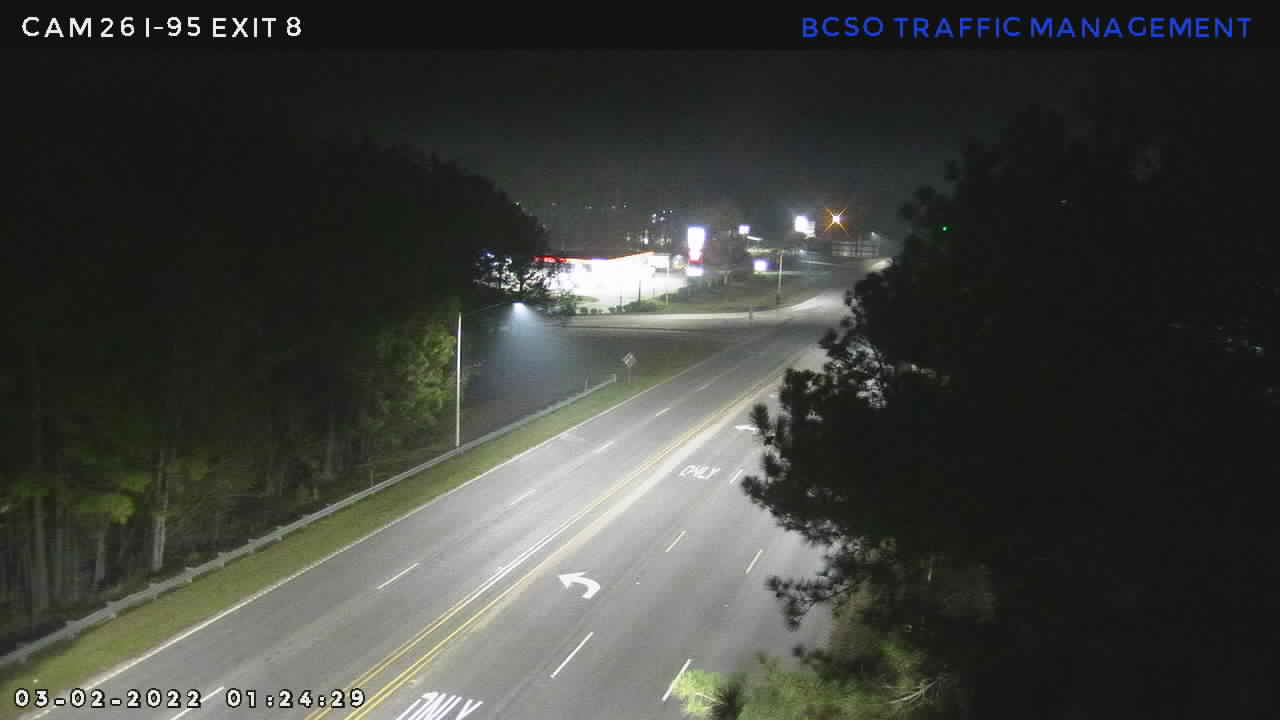 CAM 26 I-95 EXIT 8
BCSO TRAFFIC MANAGEMENT
ONLY
ONLY
03-02-2022 01:24:29